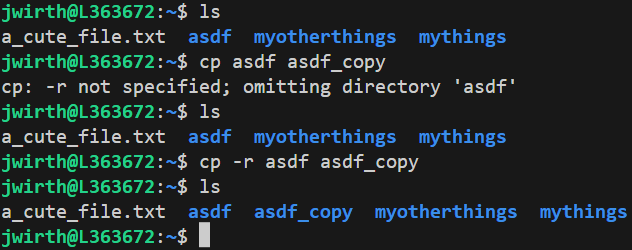 jwirth@L363672:~$ ls
a_cute_file.txt  asdf  myotherthings  mythings
jwirth@L363672:~$ cp asdf asdf_copy
cp: -r not specified; omitting directory 'asdf'
jwirth@L363672:~$ ls
a_cute_file.txt  asdf  myotherthings  mythings
jwirth@L363672:~$ cp -r asdf asdf_copy
jwirth@L363672:~$ ls
a_cute_file.txt  asdf  asdf_copy  myotherthings  mythings
jwirth@L363672:~$